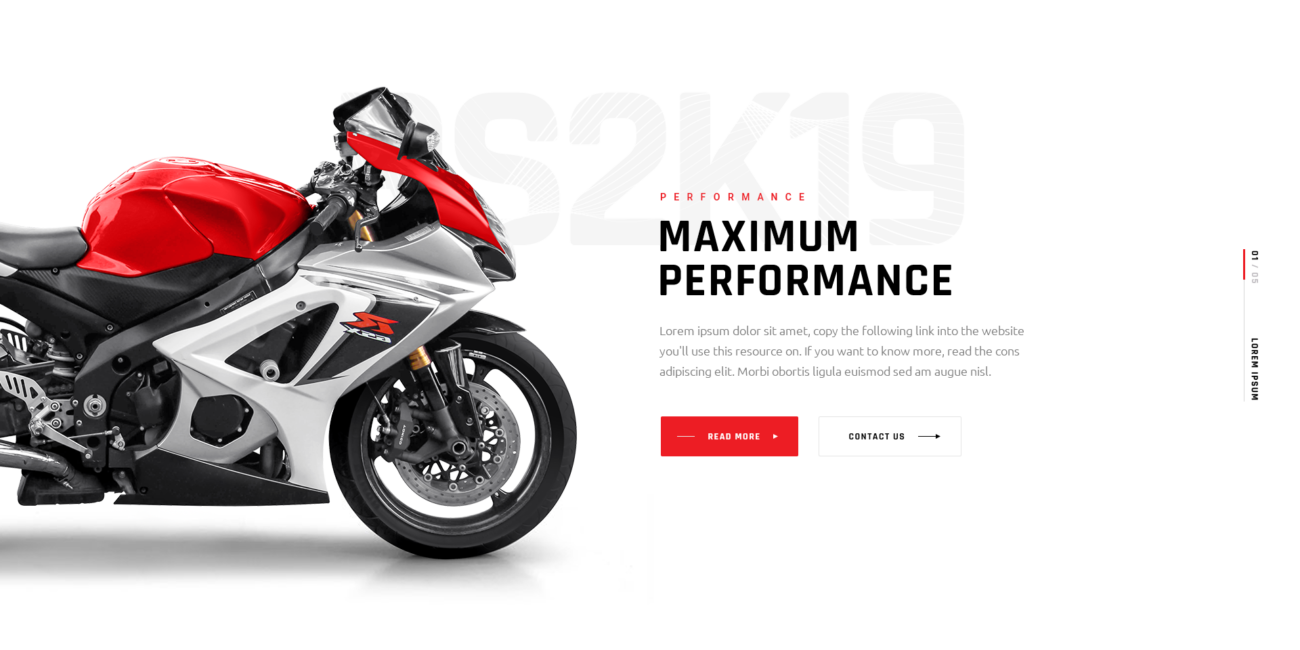 S2K19
PERFORMANCE
MAXIMUM
PERFORMANCE
Lorem ipsum dolor sit amet, copy the following link into the website
you'll use this resource on. If you want to know more, read the cons
adipiscing elit. Morbi obortis ligula euismod sed am augue nisl.
READ MORE
CONTACT US
01 / 05
LOREM IPSUM